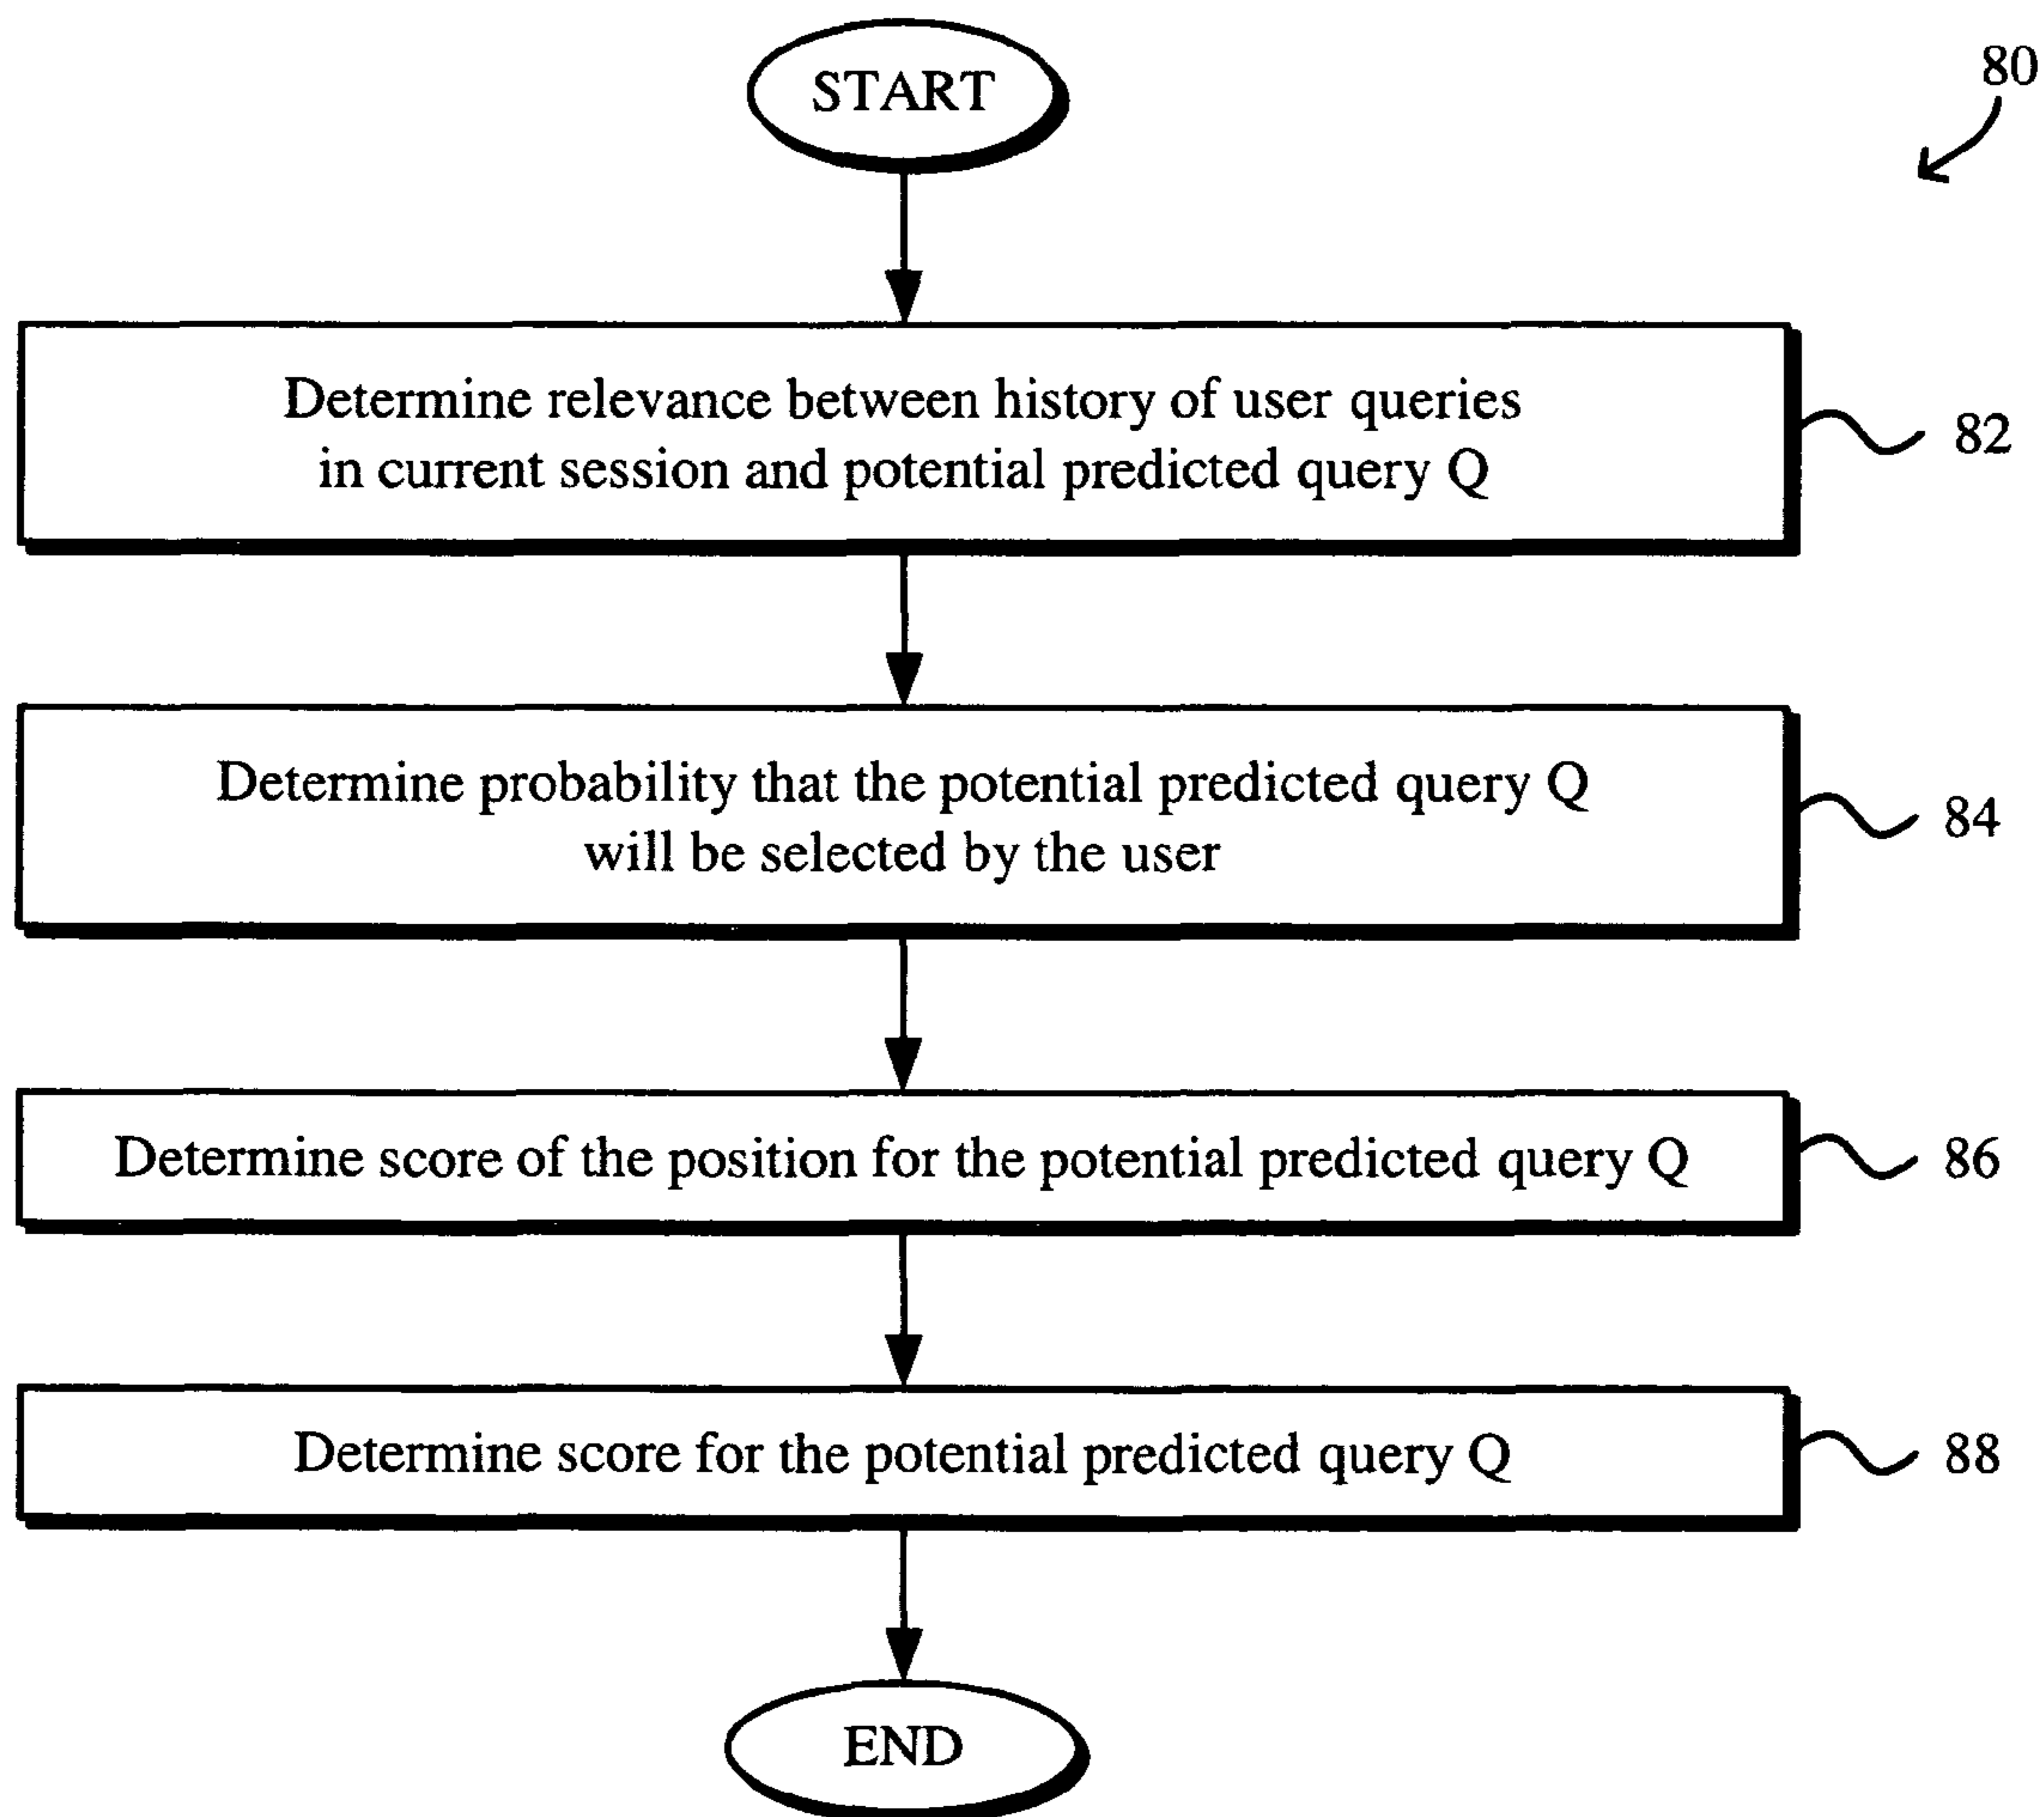 START
80
Determine relevance between history of user queries
in current session and potential predicted query Q
82
Determine probability that the potential predicted query Q
will be selected by the user
84
Determine score of the position for the potential predicted query Q
86
Determine score for the potential predicted query Q
88
END